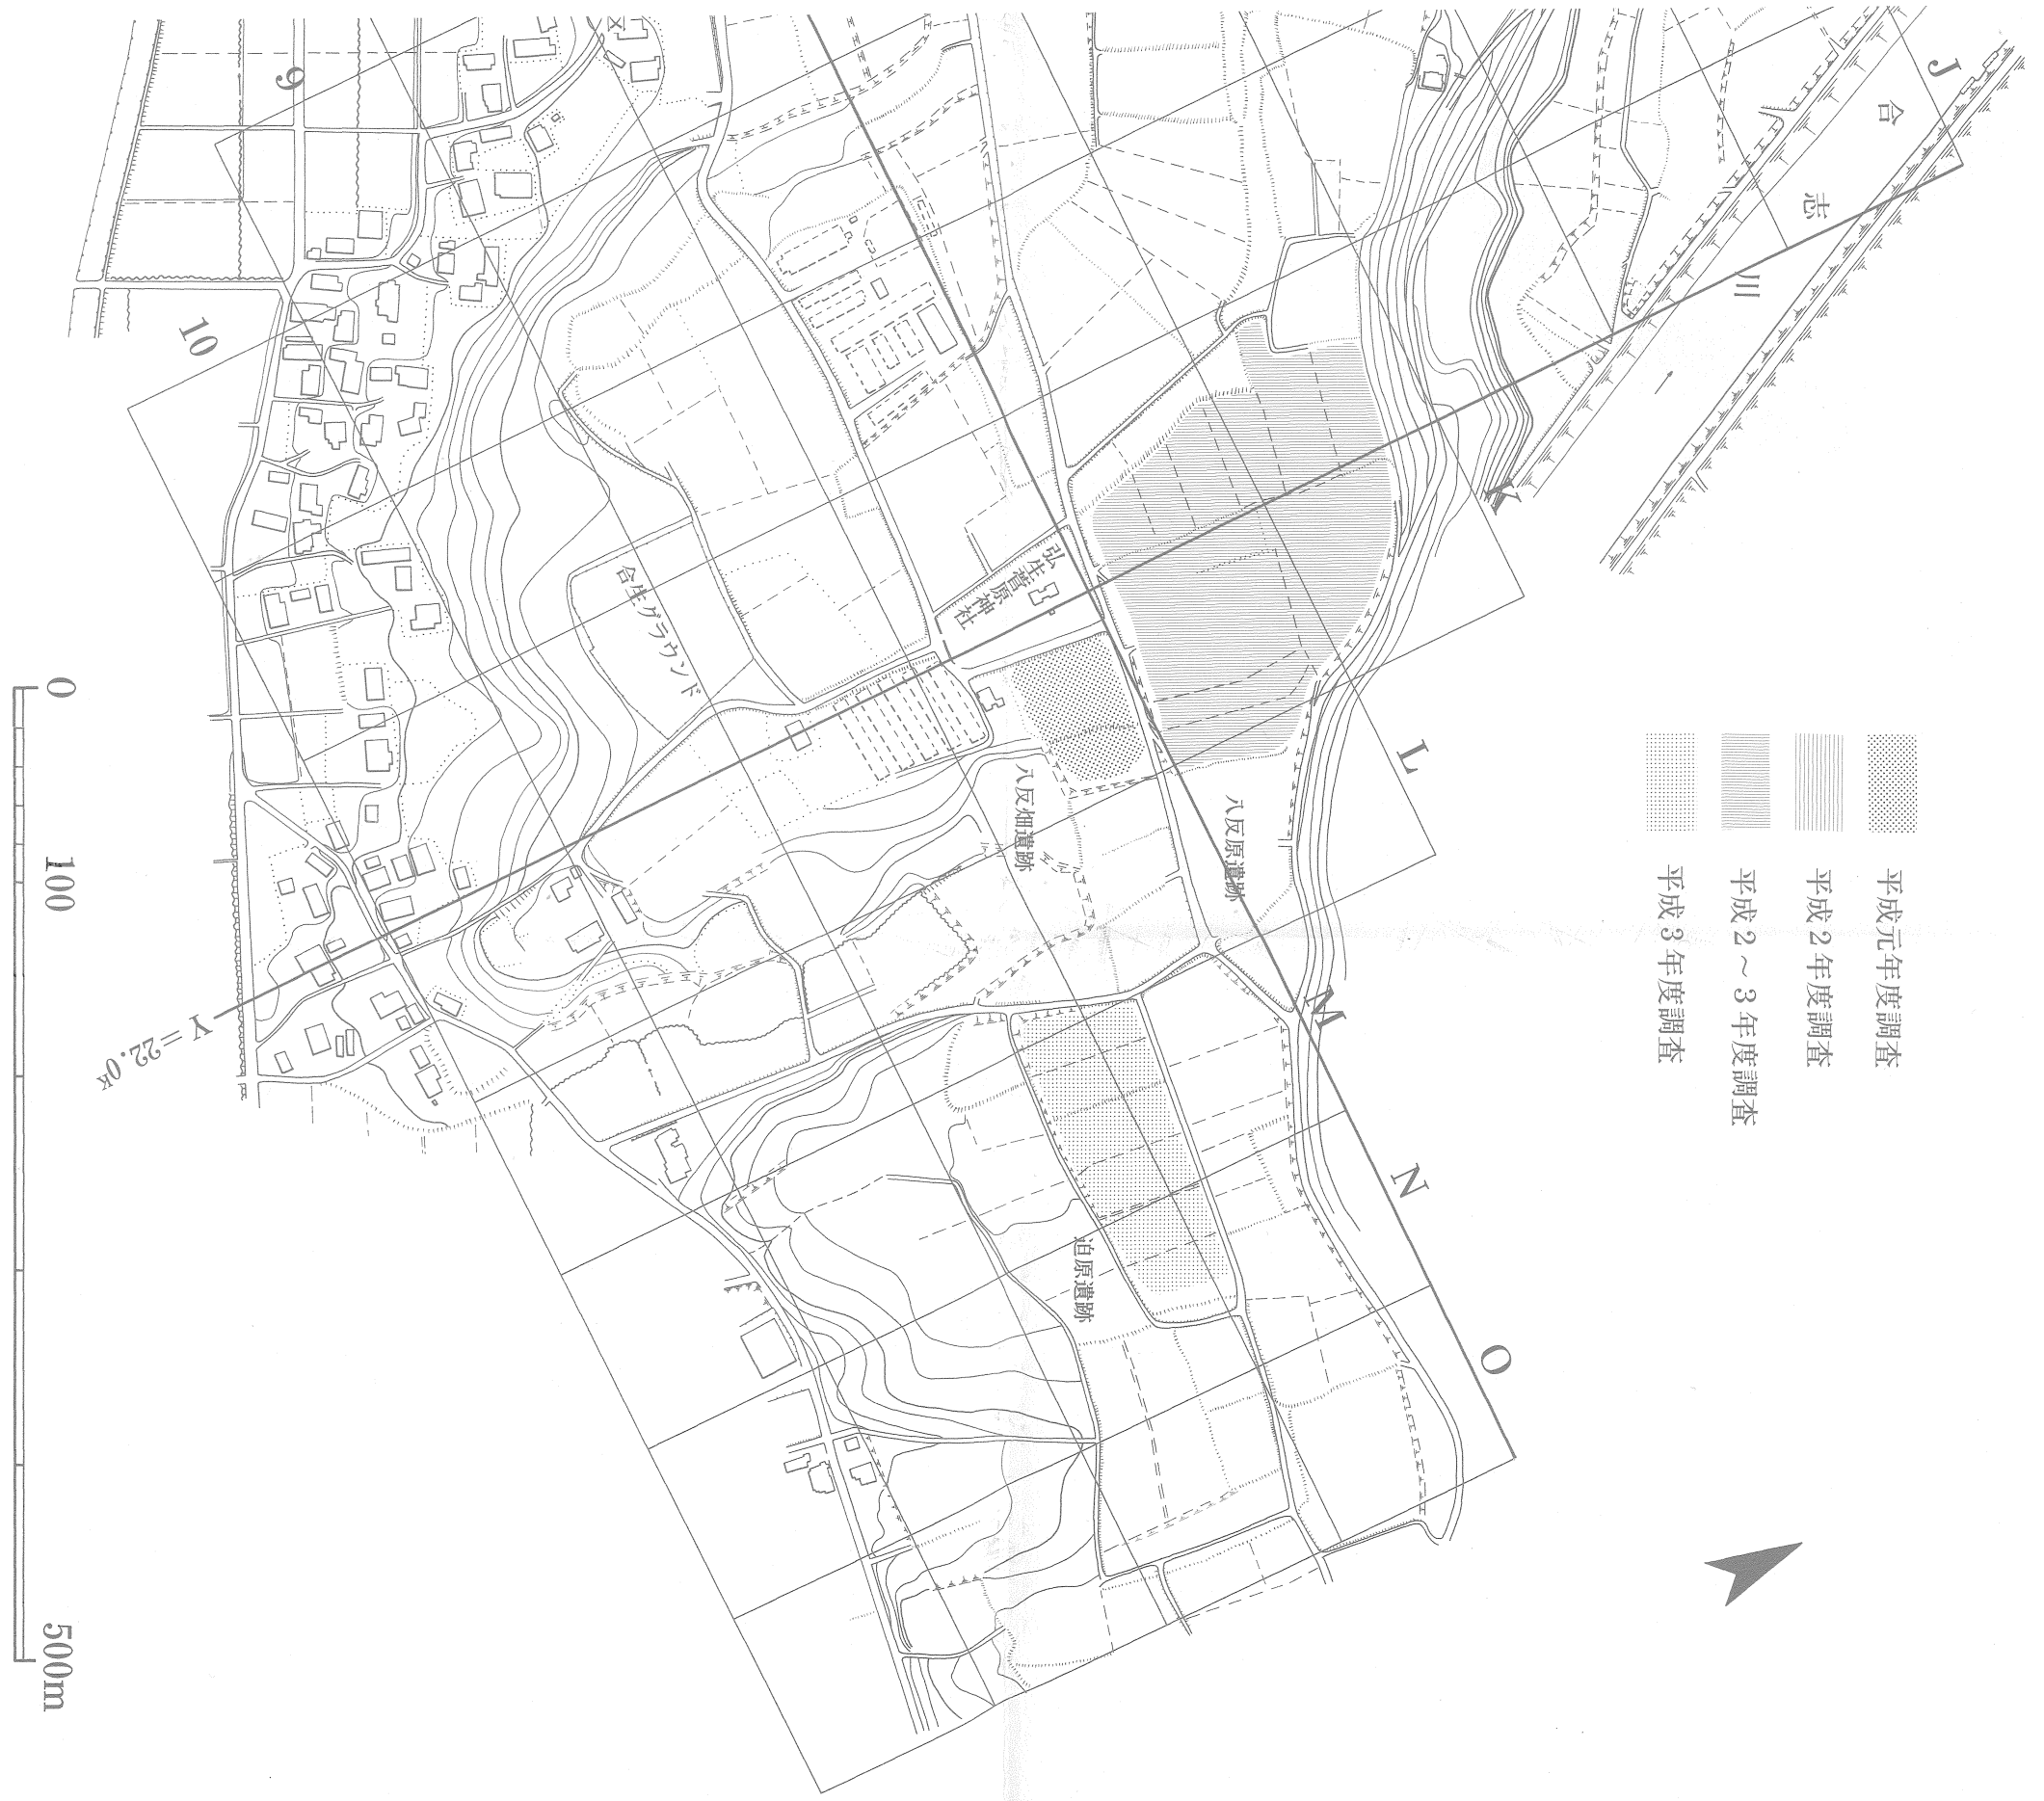 合志川
J
K
L
M
N
O
9
10
弘生菅原神社
合生グラウンド
八反畑遺跡
八反原遺跡
迫原遺跡
Y=22.0K
平成元年度調査
平成2年度調査
平成2～3年度調査
平成3年度調査
0
100
500m